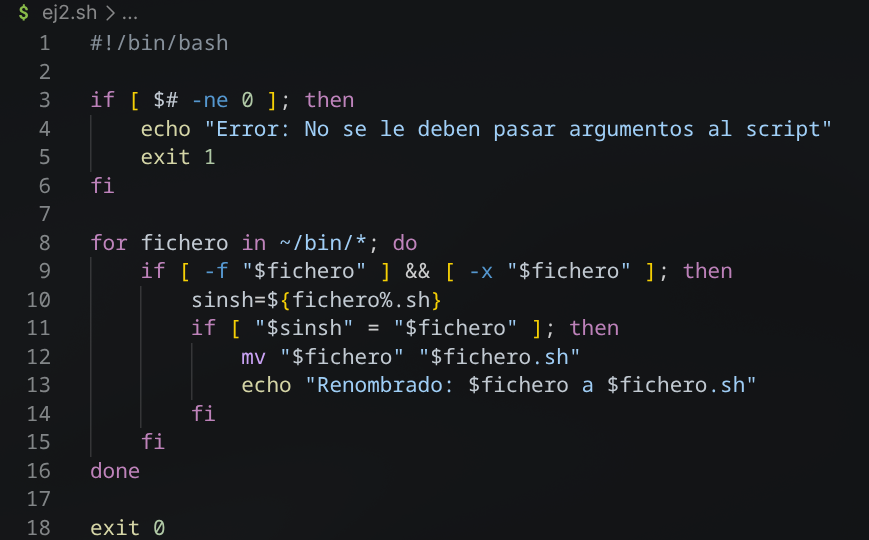 $ ej2.sh > ...
1 #!/bin/bash
2
3 if [ $# -ne 0 ]; then
4     echo "Error: No se le deben pasar argumentos al script"
5     exit 1
6 fi
7
8 for fichero in ~/bin/*; do
9     if [ -f "$fichero" ] && [ -x "$fichero" ]; then
10         sinsh=${fichero%.sh}
11         if [ "$sinsh" = "$fichero" ]; then
12             mv "$fichero" "$fichero.sh"
13             echo "Renombrado: $fichero a $fichero.sh"
14         fi
15     fi
16 done
17
18 exit 0